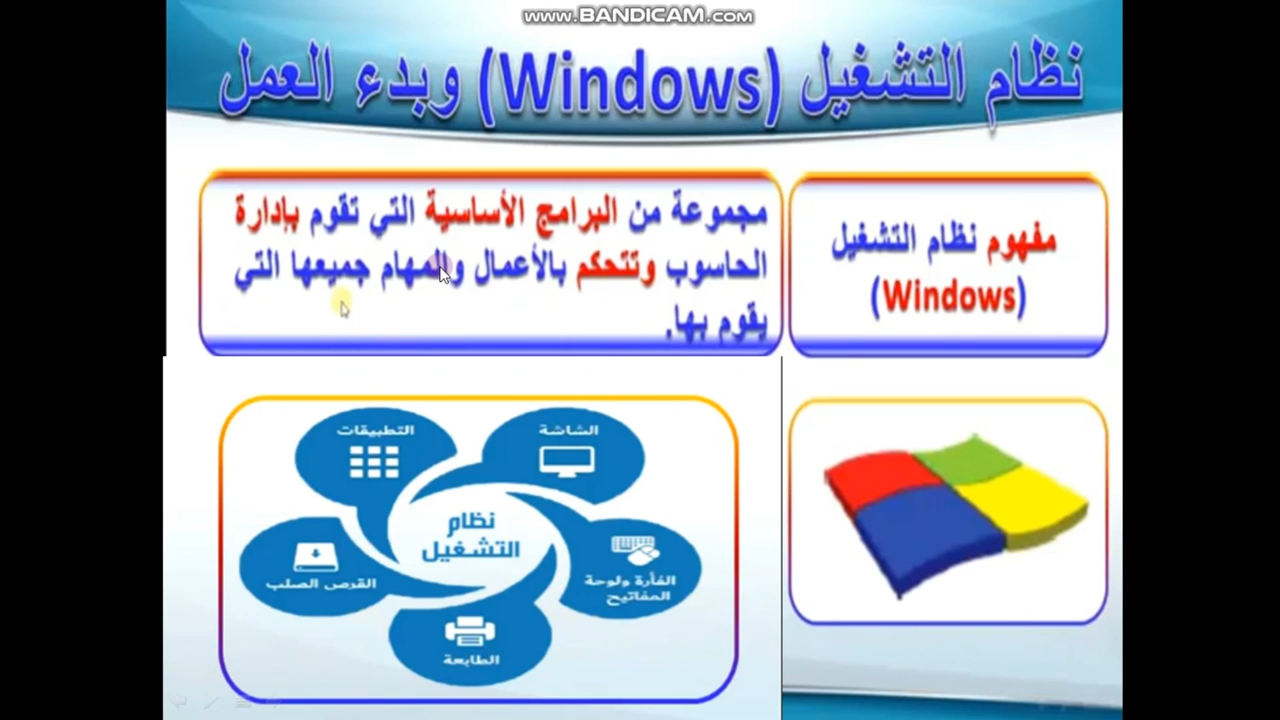 www.BANDICAM.com
نظام التشغيل (Windows) وبدء العمل
مفهوم نظام التشغيل
(Windows)
مجموعة من البرامج الأساسية التي تقوم بإدارة
الحاسوب وتتحكم بالأعمال والمهام جميعها التي
يقوم بها.
الشاشة
التطبيقات
نظام
التشغيل
الفأرة ولوحة
المفاتيح
القرص الصلب
الطابعة